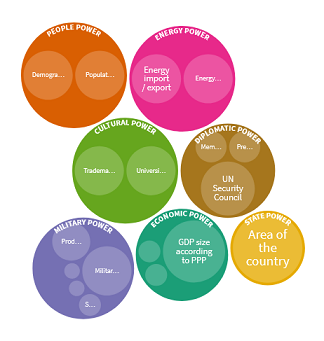 PEOPLE POWER
Demogra...
Populat...
ENERGY POWER
Energy
import
/ export
Energy...
CULTURAL POWER
Tradema...
Universi...
DIPLOMATIC POWER
Mem...
Pre...
UN
Security
Council
MILITARY POWER
Prod...
Militar...
S...
ECONOMIC POWER
GDP size
according
to PPP
STATE POWER
Area of
the
country